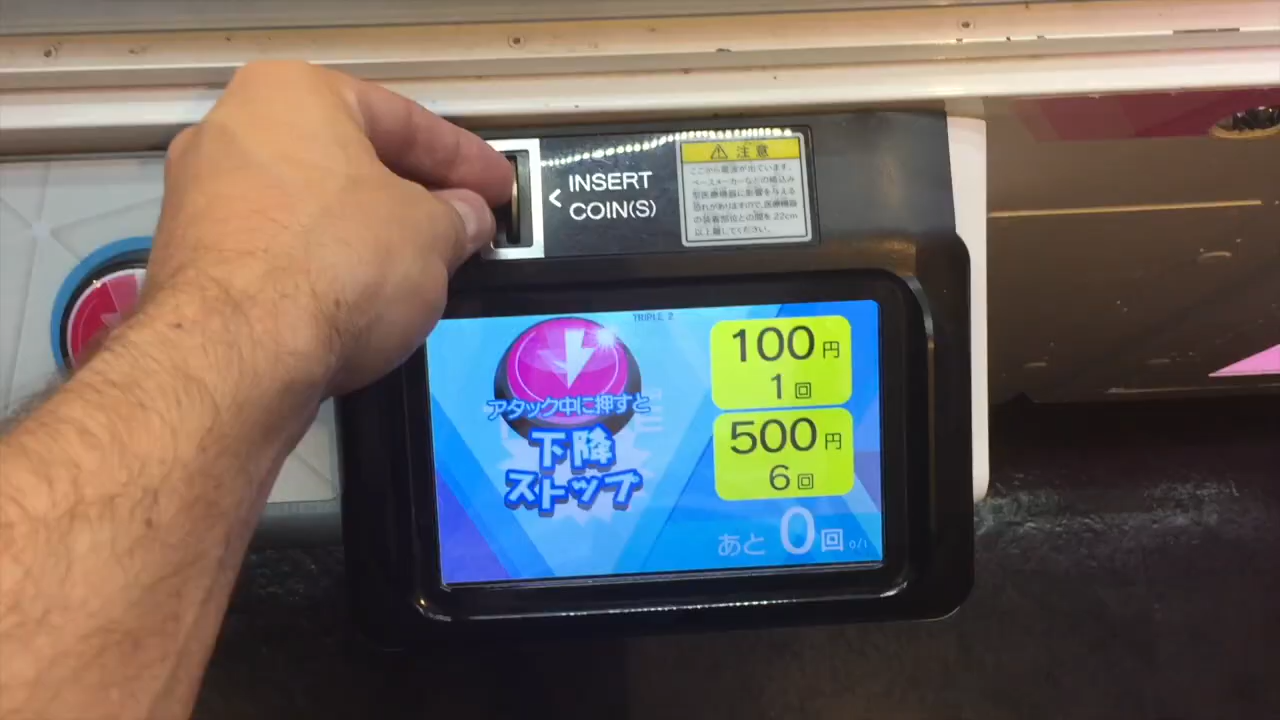 INSERT
COIN(S)
注意
ここから電波が出ています。
ペースメーカーなどの植込み
型医療機器に影響を与える
恐れがありますので、医療機器
の装着部位との間を22cm
以上離してください。
TRIPLE 2
アタック中に押すと
下降
ストップ
100円
1回
500円
6回
あと0回 0/1